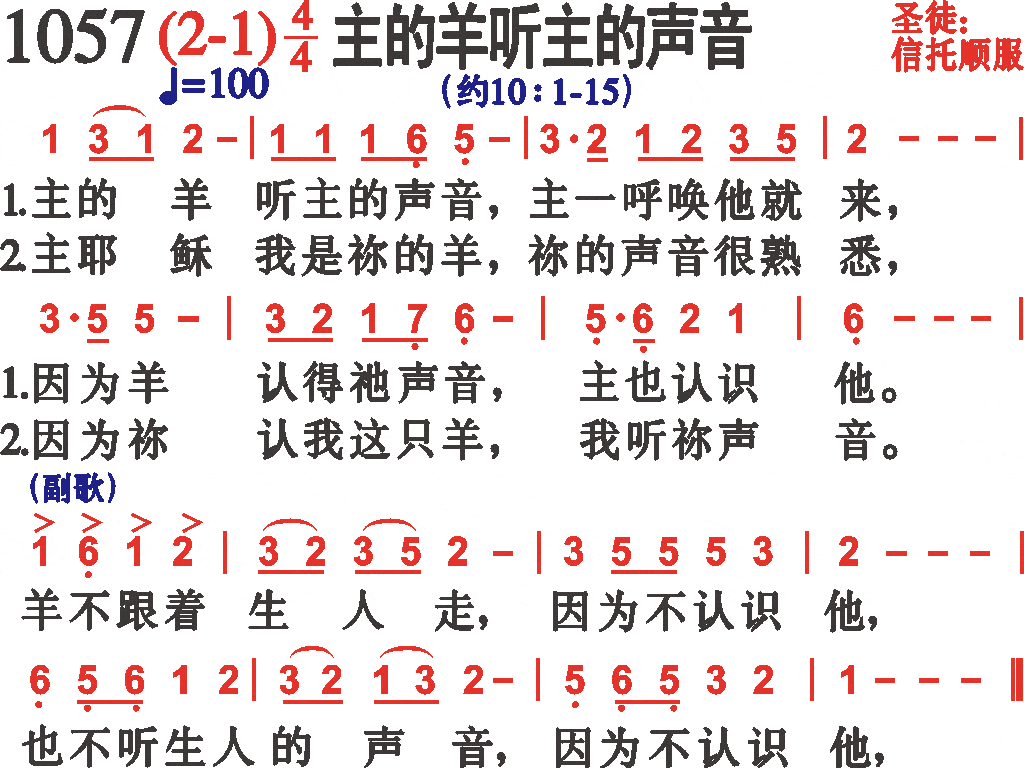 1057 (2-1) 4/4 主的羊听主的声音 圣徒：
信托顺服
♩=100 （约10：1-15）
1 3 1 2 – | 1 1 1 6 5 – | 3·2 1 2 3 5 | 2 – – – |
1.主的 羊 听主的声音，主一呼唤他就 来，
2.主耶 稣 我是祢的羊，祢的声音很熟 悉，
3·5 5 – | 3 2 1 7 6 – | 5·6 2 1 | 6 – – – |
1.因为羊 认得祂声音， 主也认识 他。
2.因为祢 认我这只羊， 我听祢声 音。
（副歌）
> > > >
1 6 1 2 | 3 2 3 5 2 – | 3 5 5 5 3 | 2 – – – |
羊不跟着 生 人 走， 因为不认识 他，
6 5 6 1 2 | 3 2 1 3 2 – | 5 6 5 3 2 | 1 – – – ‖
也不听生人的 声 音，因为不认识 他，